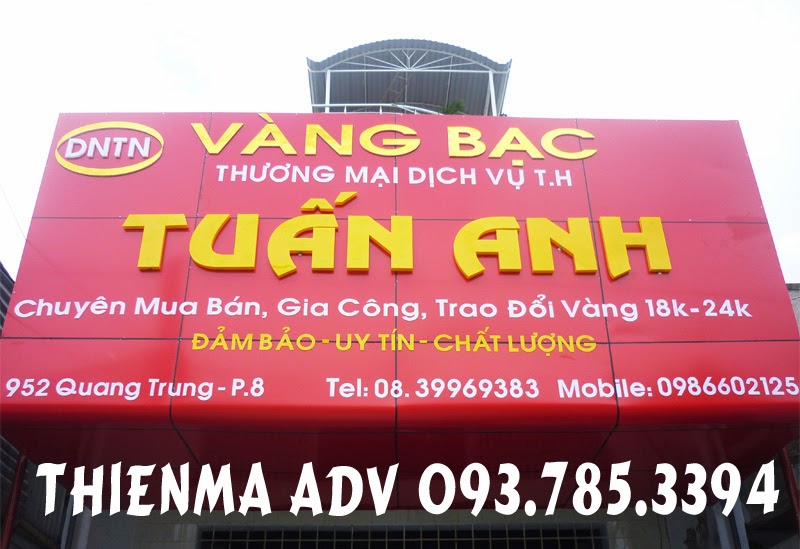 DNTN
VÀNG BẠC
THƯƠNG MẠI DỊCH VỤ T.H
TUẤN ANH
Chuyên Mua Bán, Gia Công, Trao Đổi Vàng 18k-24k
ĐẢM BẢO - UY TÍN - CHẤT LƯỢNG
952 Quang Trung - P.8 Tel: 08. 39969383 Mobile: 0986602125
THIENMA ADV 093.785.3394